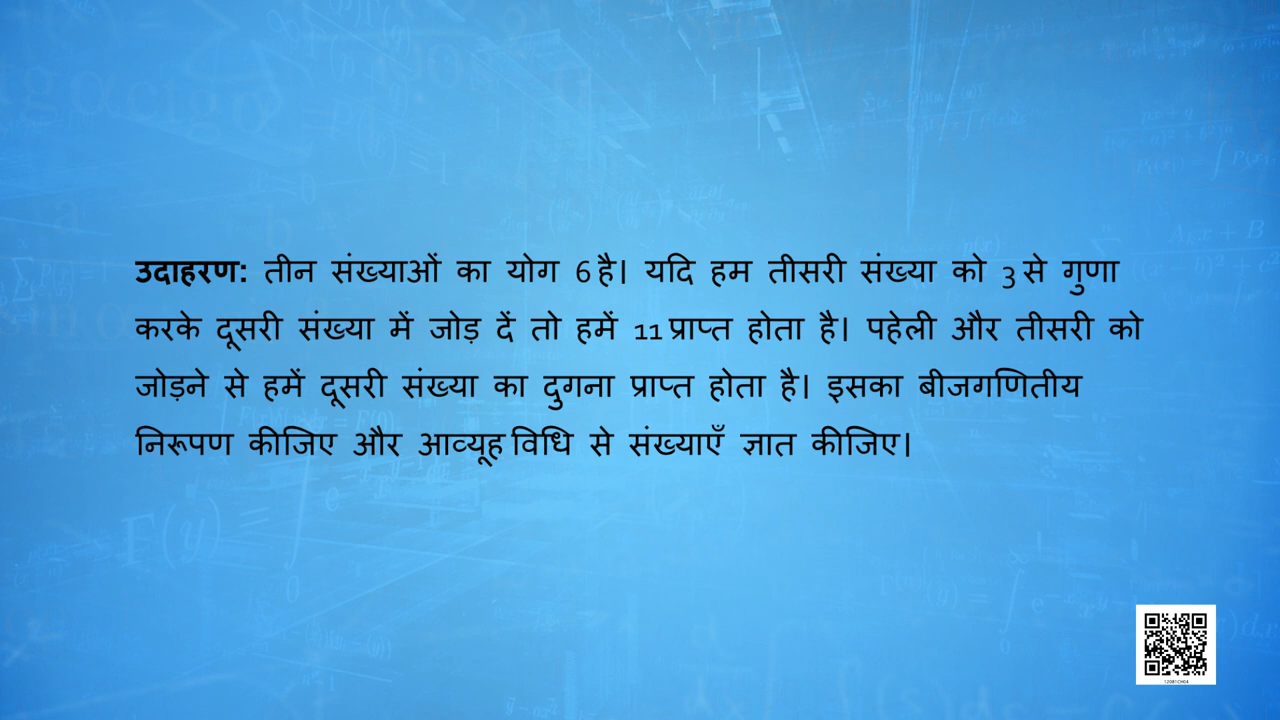 उदाहरण: तीन संख्याओं का योग 6 है। यदि हम तीसरी संख्या को 3 से गुणा
करके दूसरी संख्या में जोड़ दें तो हमें 11 प्राप्त होता है। पहेली और तीसरी को
जोड़ने से हमें दूसरी संख्या का दुगना प्राप्त होता है। इसका बीजगणितीय
निरूपण कीजिए और आव्यूह विधि से संख्याएँ ज्ञात कीजिए।
12081CH04